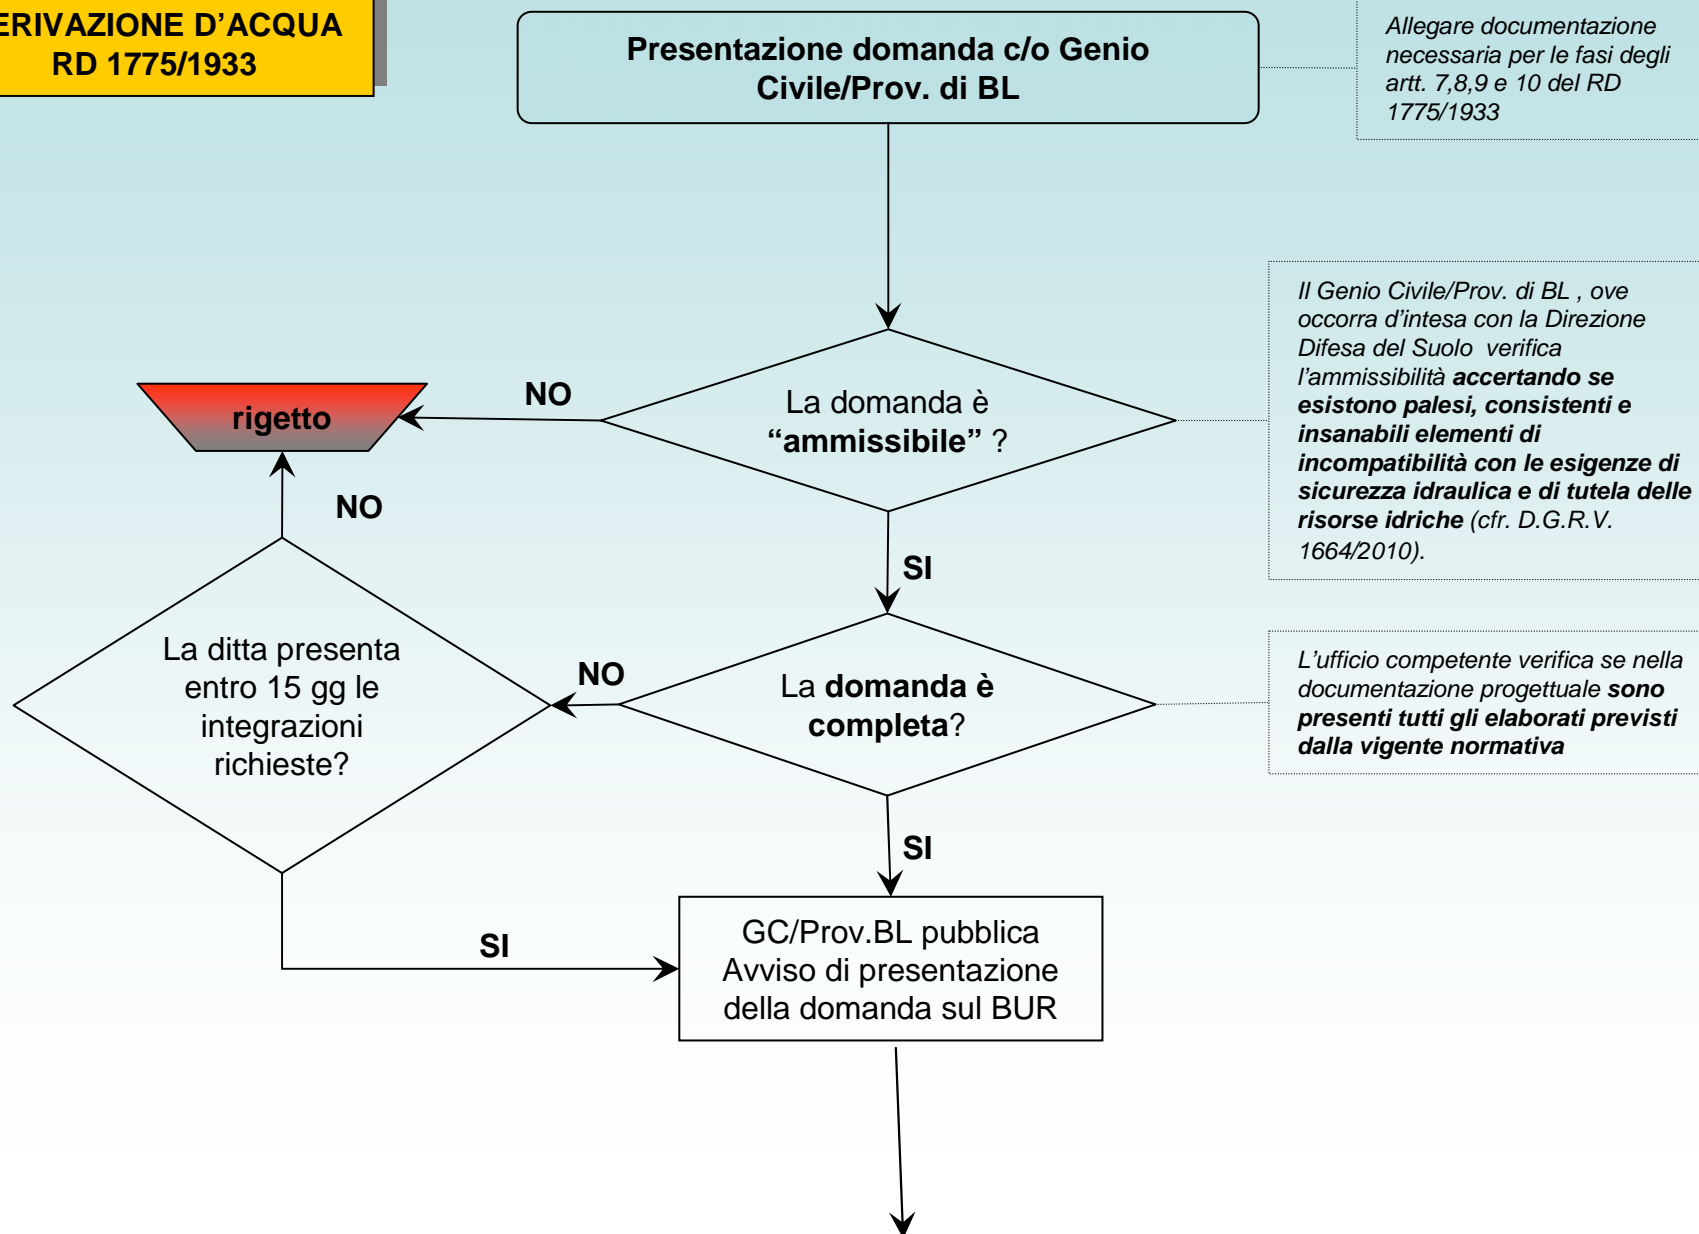 ERIVAZIONE D'ACQUA
RD 1775/1933
Presentazione domanda c/o Genio
Civile/Prov. di BL
Allegare documentazione
necessaria per le fasi degli
artt. 7,8,9 e 10 del RD
1775/1933
Il Genio Civile/Prov. di BL , ove
occorra d’intesa con la Direzione
Difesa del Suolo verifica
l’ammissibilità accertando se
esistono palesi, consistenti e
insanabili elementi di
incompatibilità con le esigenze di
sicurezza idraulica e di tutela delle
risorse idriche (cfr. D.G.R.V.
1664/2010).
La domanda è
“ammissibile” ?
NO
rigetto
NO
SI
La ditta presenta
entro 15 gg le
integrazioni
richieste?
NO
La domanda è
completa?
L’ufficio competente verifica se nella
documentazione progettuale sono
presenti tutti gli elaborati previsti
dalla vigente normativa
SI
SI
GC/Prov.BL pubblica
Avviso di presentazione
della domanda sul BUR